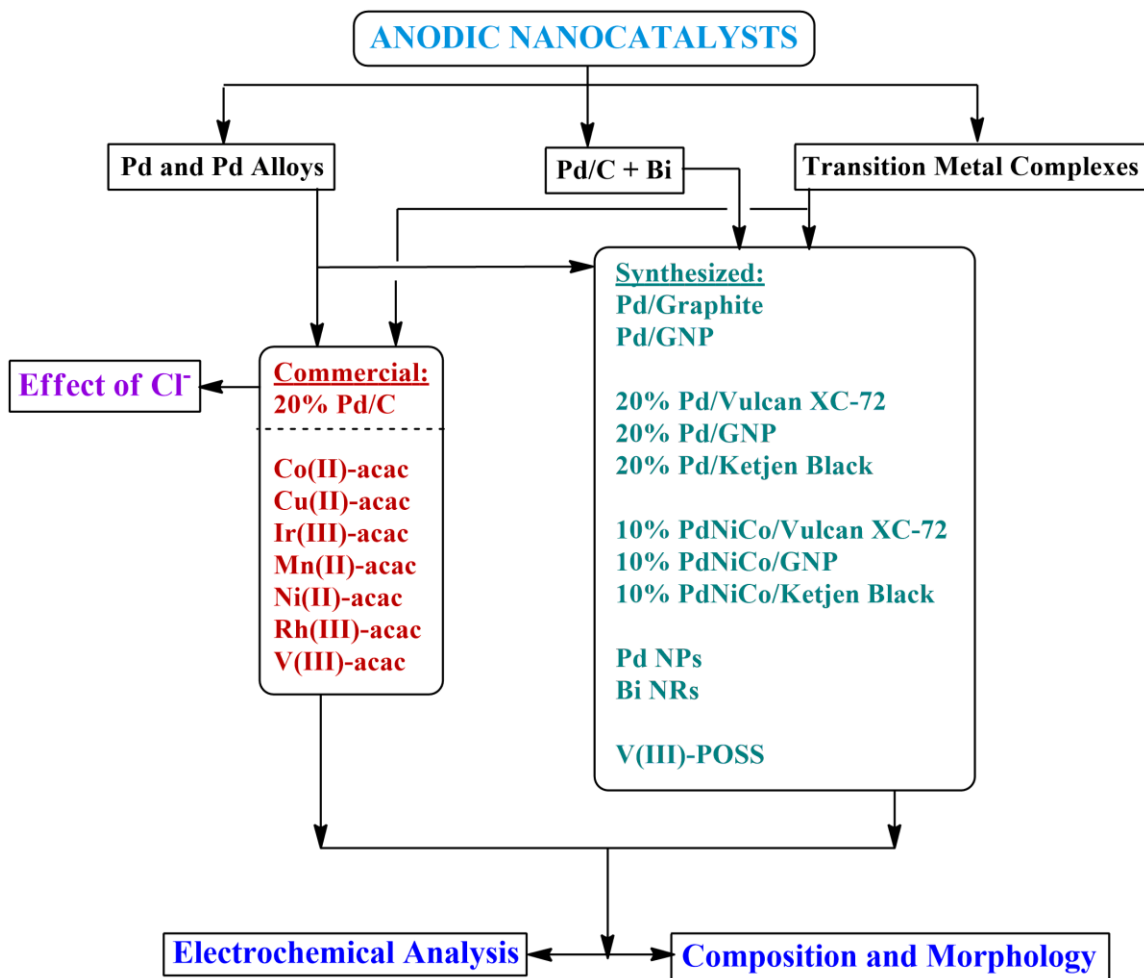 ANODIC NANOCATALYSTS
Pd and Pd Alloys
Pd/C + Bi
Transition Metal Complexes
Effect of Cl⁻
Commercial:
20% Pd/C
Co(II)-acac
Cu(II)-acac
Ir(III)-acac
Mn(II)-acac
Ni(II)-acac
Rh(III)-acac
V(III)-acac
Synthesized:
Pd/Graphite
Pd/GNP
20% Pd/Vulcan XC-72
20% Pd/GNP
20% Pd/Ketjen Black
10% PdNiCo/Vulcan XC-72
10% PdNiCo/GNP
10% PdNiCo/Ketjen Black
Pd NPs
Bi NRs
V(III)-POSS
Electrochemical Analysis
Composition and Morphology